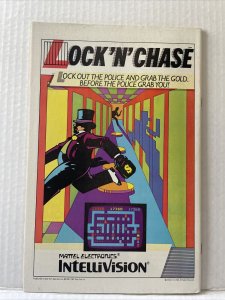 LOCK'N'CHASE
LOCK OUT THE POLICE AND GRAB THE GOLD.
BEFORE THE POLICE GRAB YOU!
MATTEL ELECTRONICS®
INTELLIVISION